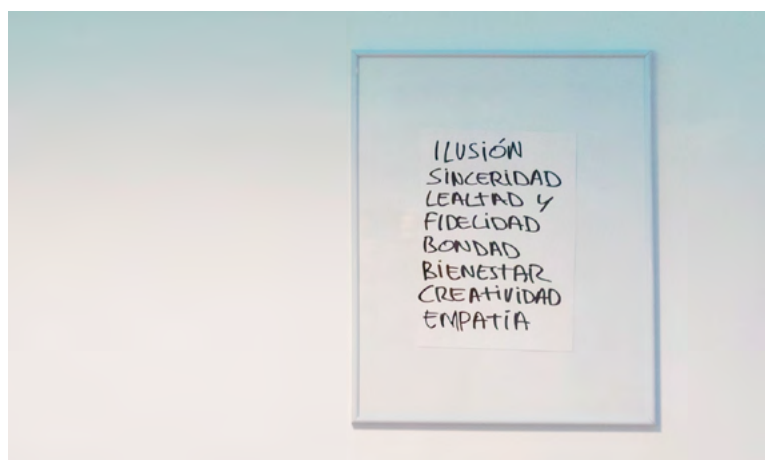 ILUSIÓN
SINCERIDAD
LEALTAD Y
FIDELIDAD
BONDAD
BIENESTAR
CREATIVIDAD
EMPATÍA